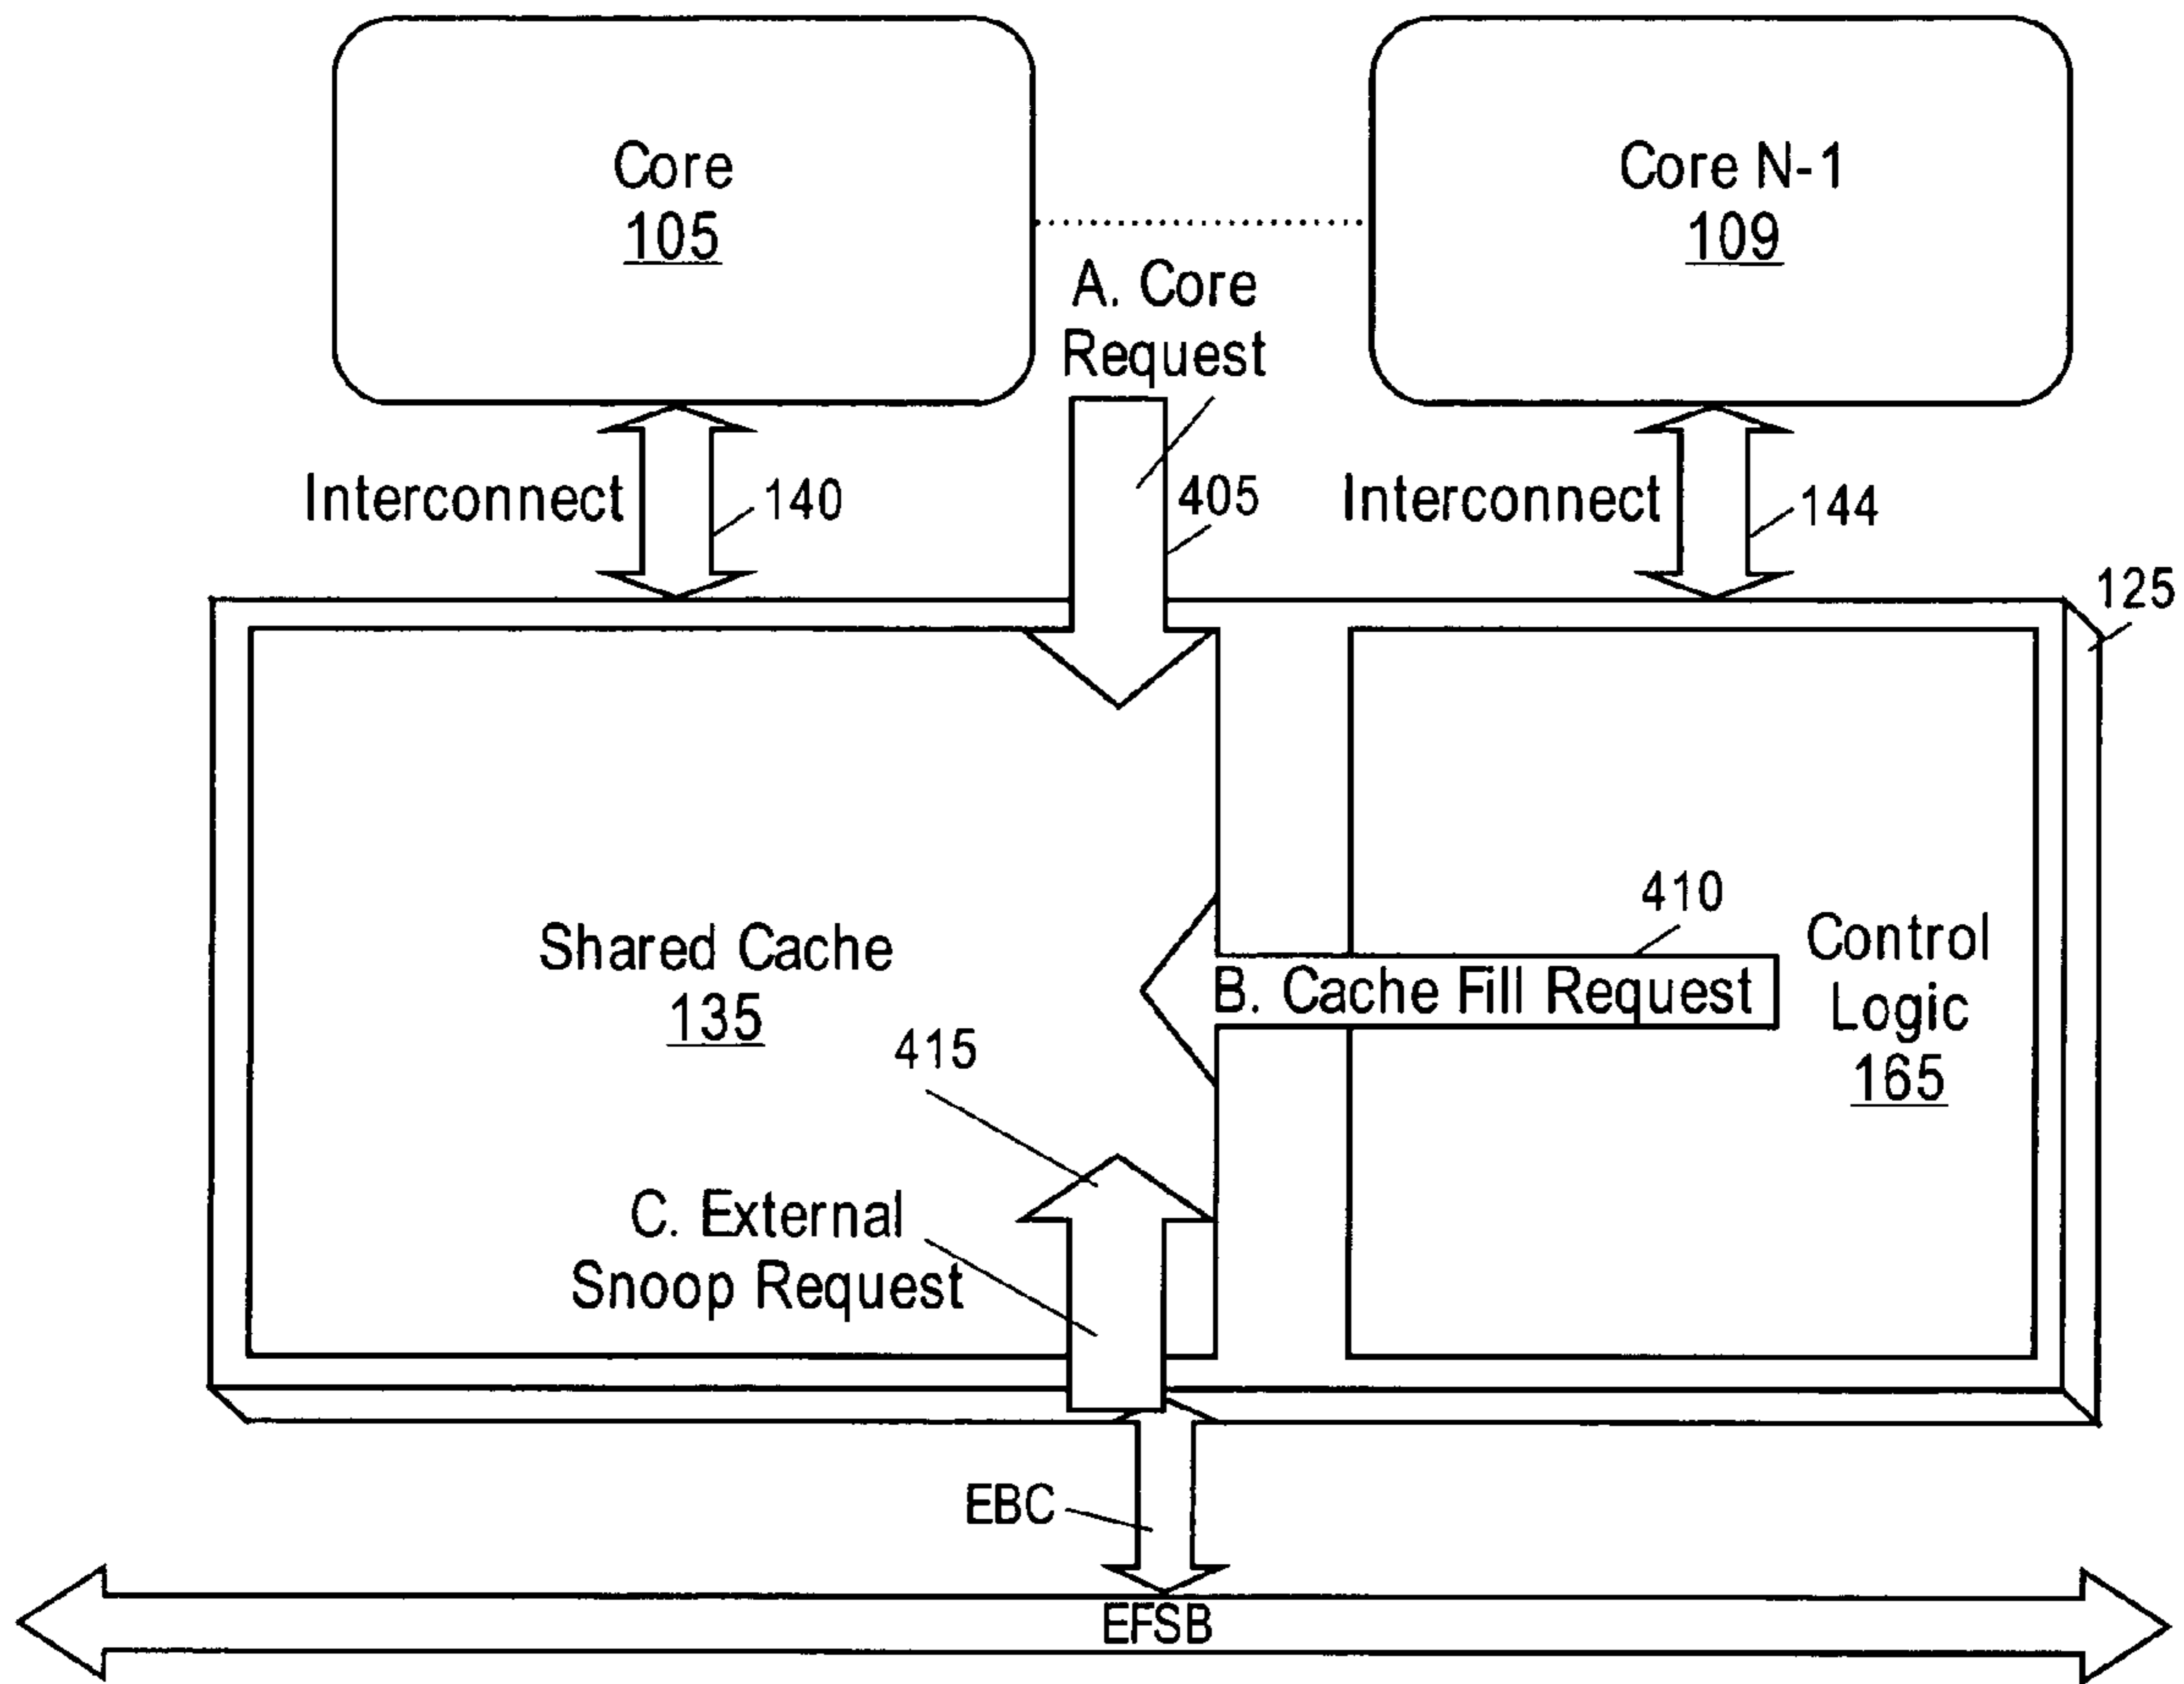 Core
105
Core N-1
109
A. Core
Request
Interconnect
140
405
Interconnect
144
125
Shared Cache
135
410
B. Cache Fill Request
Control
Logic
165
415
C. External
Snoop Request
EBC
EFSB